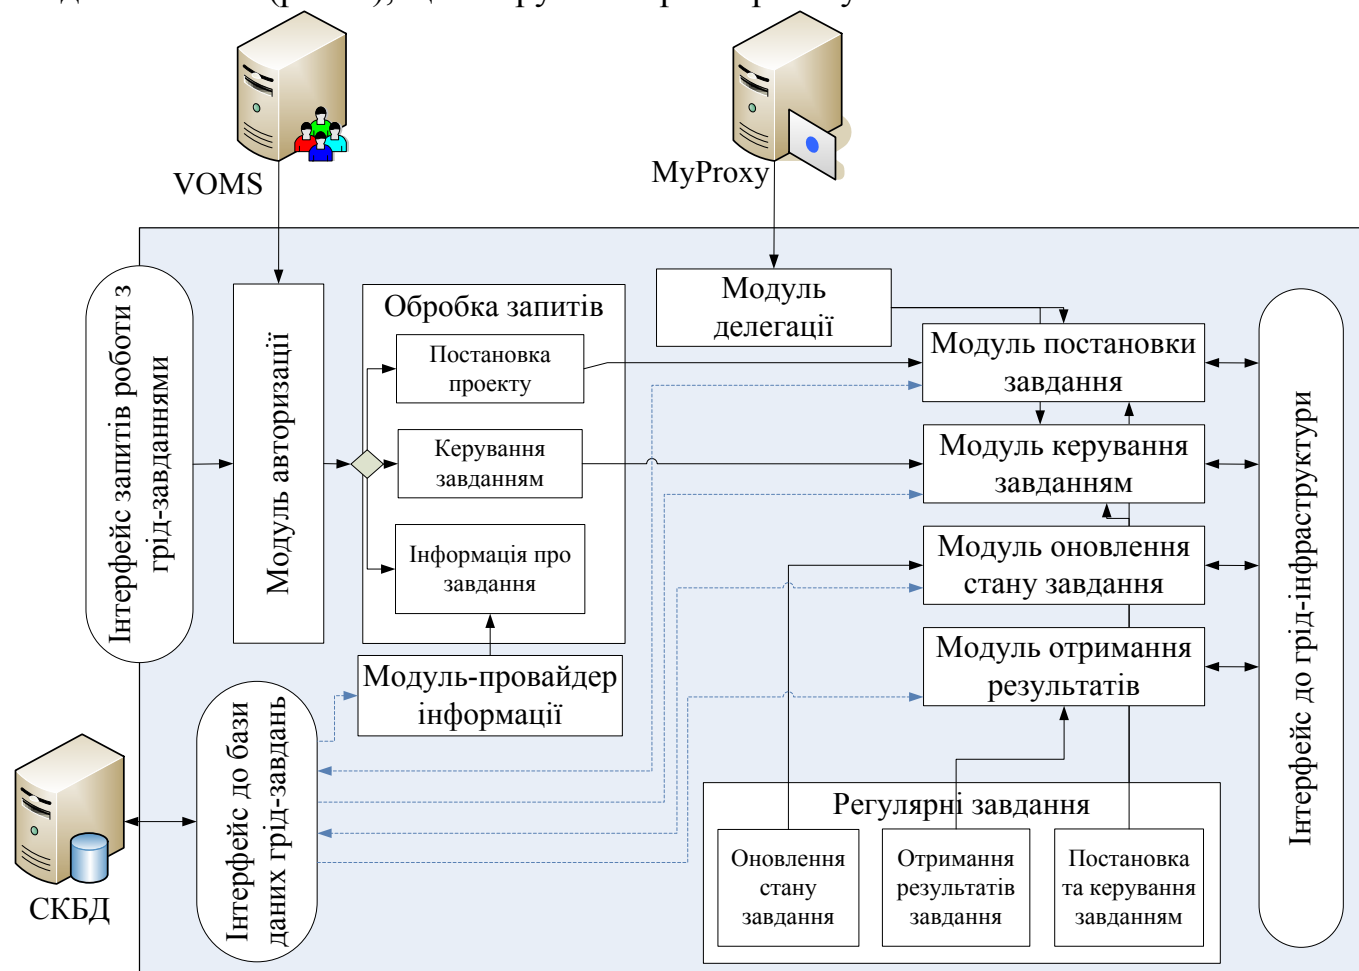 VOMS
MyProxy
Інтерфейс запитів роботи з
грід-завданнями
Модуль авторизації
Обробка запитів
Постановка
проекту
Керування
завданням
Інформація про
завдання
Модуль-провайдер
інформації
Модуль
делегації
Модуль постановки
завдання
Модуль керування
завданням
Модуль оновлення
стану завдання
Модуль отримання
результатів
Інтерфейс до грід-інфраструктури
СКБД
Інтерфейс до бази
даних грід-завдань
Регулярні завдання
Оновлення
стану
завдання
Отримання
результатів
завдання
Постановка
та керування
завданням